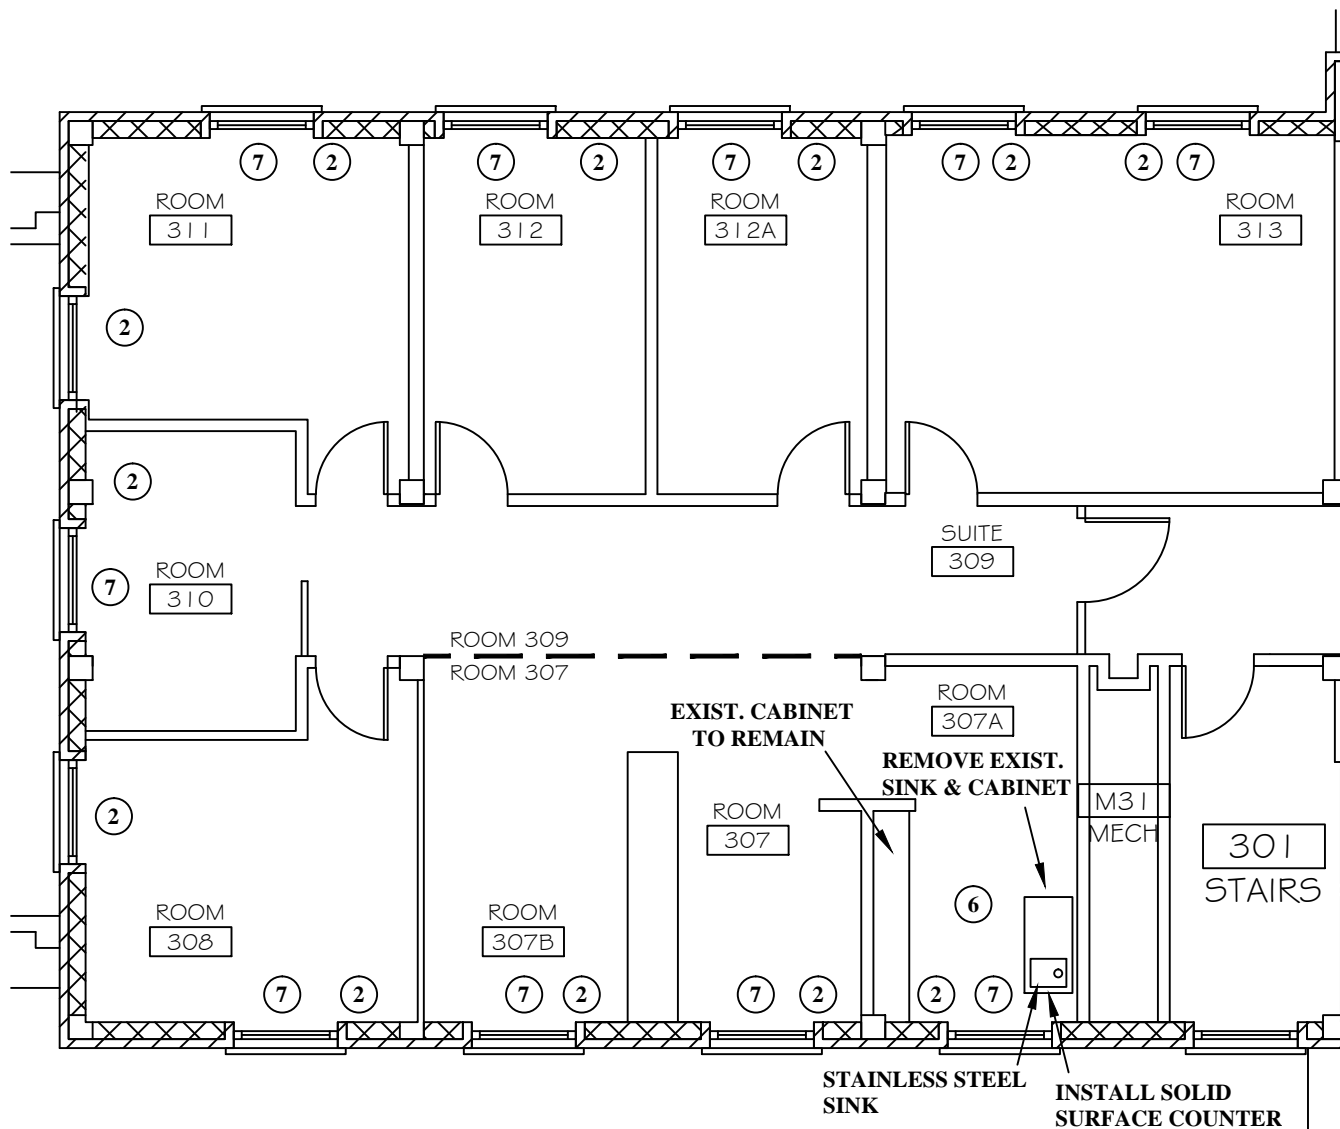 7
2
7
2
7
2
7
2
2
7
ROOM
311
ROOM
312
ROOM
312A
ROOM
313
2
2
SUITE
309
ROOM
310
7
ROOM 309
ROOM 307
ROOM
307A
EXIST. CABINET
TO REMAIN
REMOVE EXIST.
SINK & CABINET
M31
MECH
2
ROOM
307
301
STAIRS
ROOM
308
ROOM
307B
6
7
2
7
2
7
2
2
7
STAINLESS STEEL
SINK
INSTALL SOLID
SURFACE COUNTER